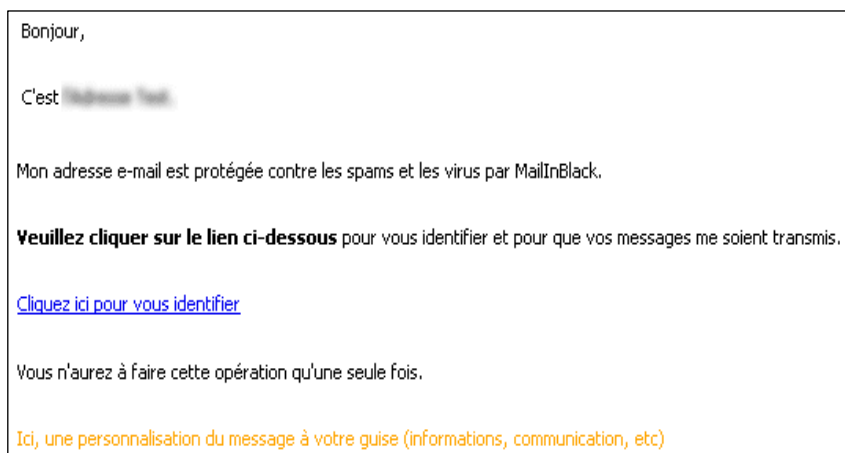 Bonjour,
C'est
Mon adresse e-mail est protégée contre les spams et les virus par MailInBlack.
Veuillez cliquer sur le lien ci-dessous pour vous identifier et pour que vos messages me soient transmis.
Cliquez ici pour vous identifier
Vous n'aurez à faire cette opération qu'une seule fois.
Ici, une personnalisation du message à votre guise (informations, communication, etc)